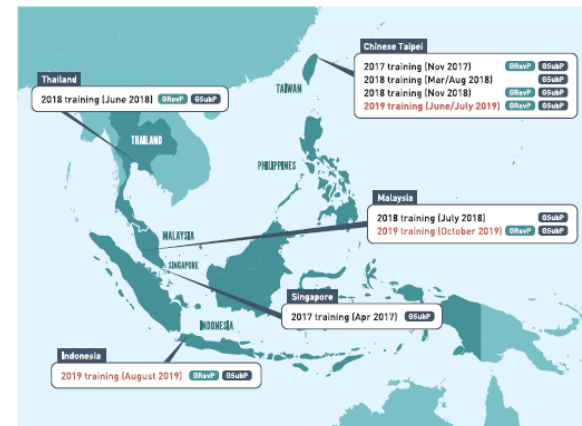 Chinese Taipei
2017 training (Nov 2017) GRevP GSubP
2018 training (Mar/Aug 2018) GSubP
2018 training (Nov 2018) GRevP GSubP
2019 training (June/July 2019) GRevP GSubP
Thailand
2018 training (June 2018) GRevP GSubP
TAIWAN
THAILAND
PHILIPPINES
Malaysia
2018 training (July 2018) GSubP
2019 training (October 2019) GRevP GSubP
MALAYSIA
SINGAPORE
Singapore
2017 training (Apr 2017) GSubP
INDONESIA
Indonesia
2019 training (August 2019) GRevP GSubP